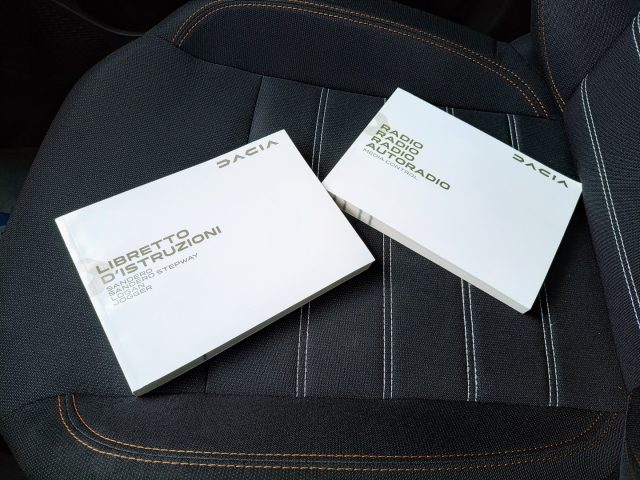 DACIA
LIBRETTO
D'ISTRUZIONI
SANDERO
SANDERO STEPWAY
LOGAN
JOGGER
DACIA
RADIO
RADIO
RADIO
AUTORADIO
MEDIA CONTROL